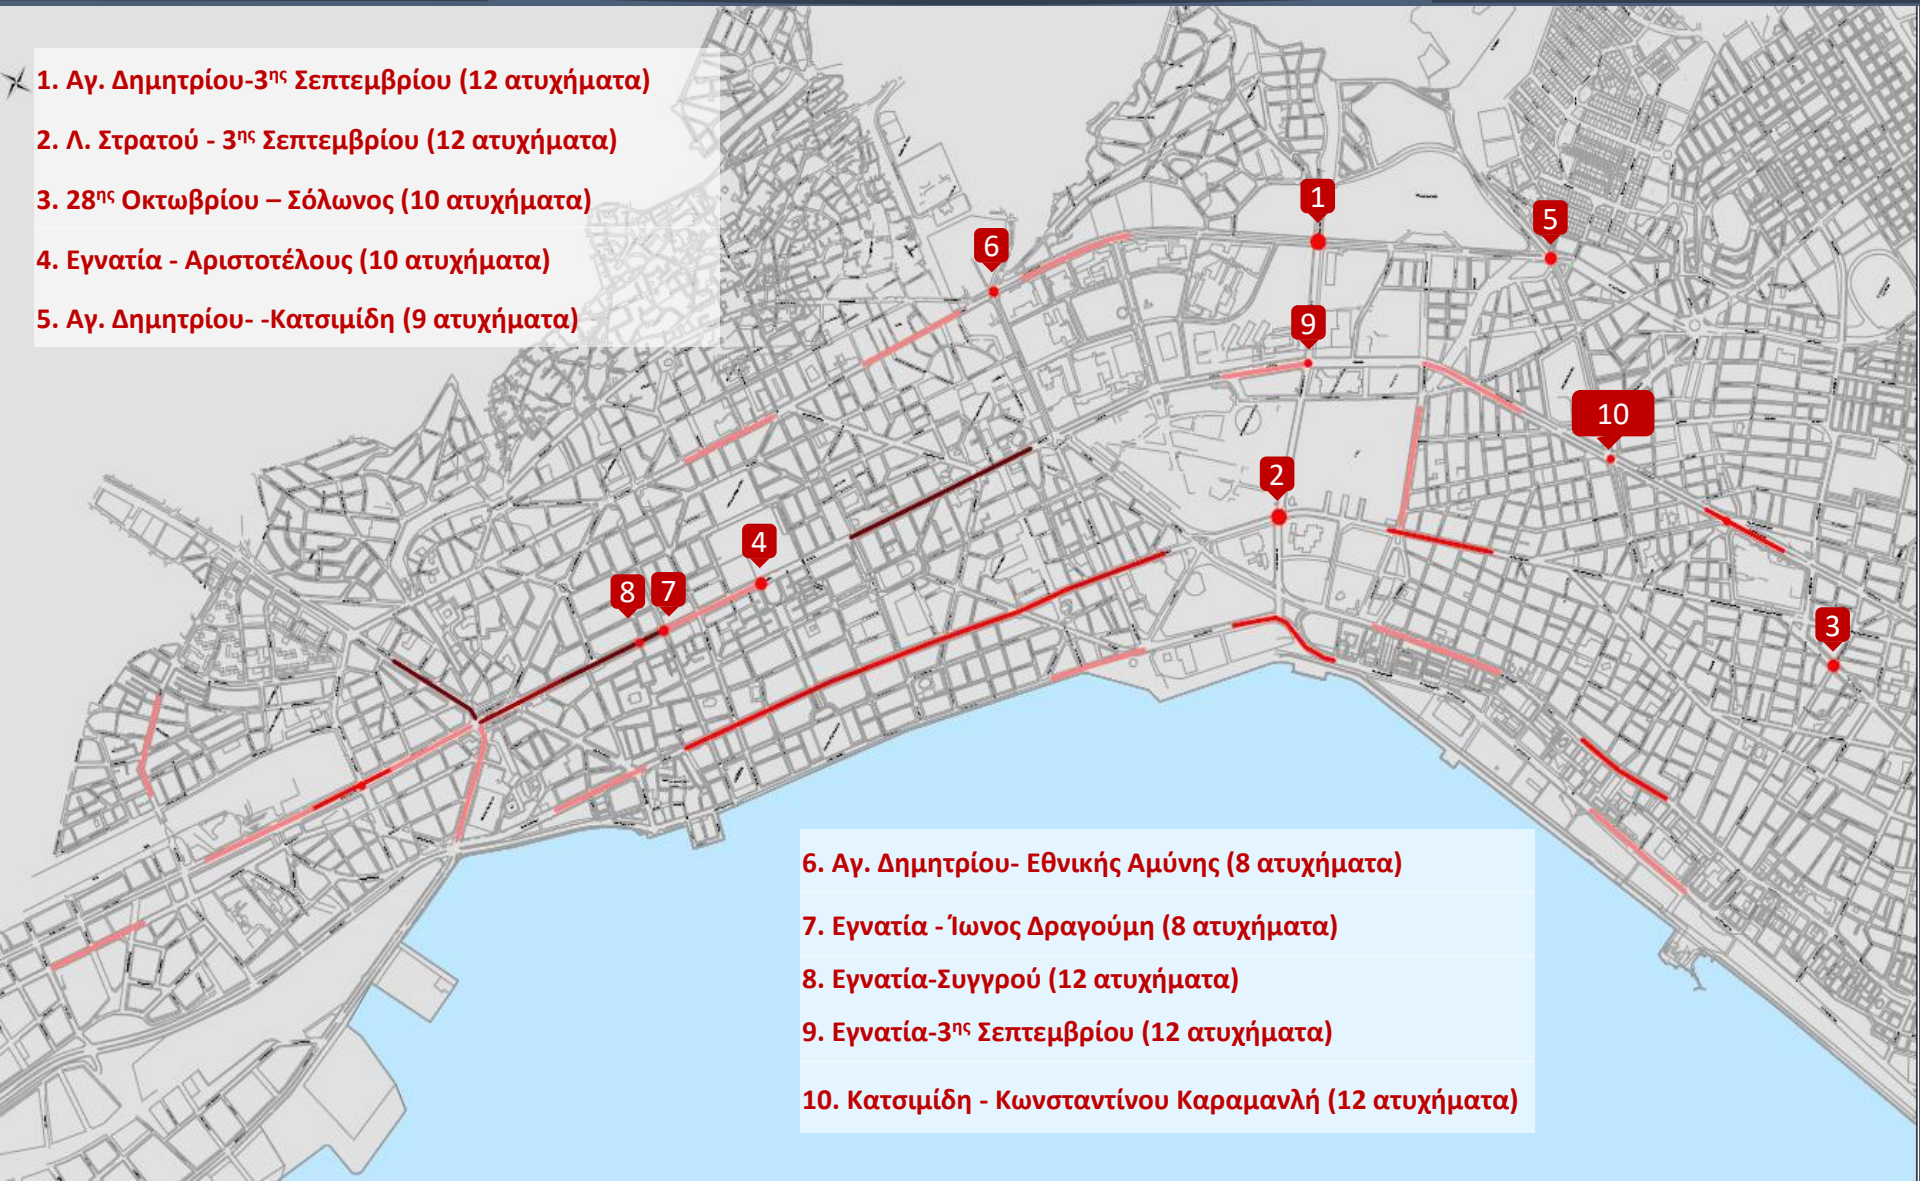 1. Αγ. Δημητρίου-3ης Σεπτεμβρίου (12 ατυχήματα)
2. Λ. Στρατού - 3ης Σεπτεμβρίου (12 ατυχήματα)
3. 28ης Οκτωβρίου – Σόλωνος (10 ατυχήματα)
4. Εγνατία - Αριστοτέλους (10 ατυχήματα)
5. Αγ. Δημητρίου- -Κατσιμίδη (9 ατυχήματα)
1
5
6
9
10
2
4
8
7
3
6. Αγ. Δημητρίου- Εθνικής Αμύνης (8 ατυχήματα)
7. Εγνατία - Ίωνος Δραγούμη (8 ατυχήματα)
8. Εγνατία-Συγγρού (12 ατυχήματα)
9. Εγνατία-3ης Σεπτεμβρίου (12 ατυχήματα)
10. Κατσιμίδη - Κωνσταντίνου Καραμανλή (12 ατυχήματα)